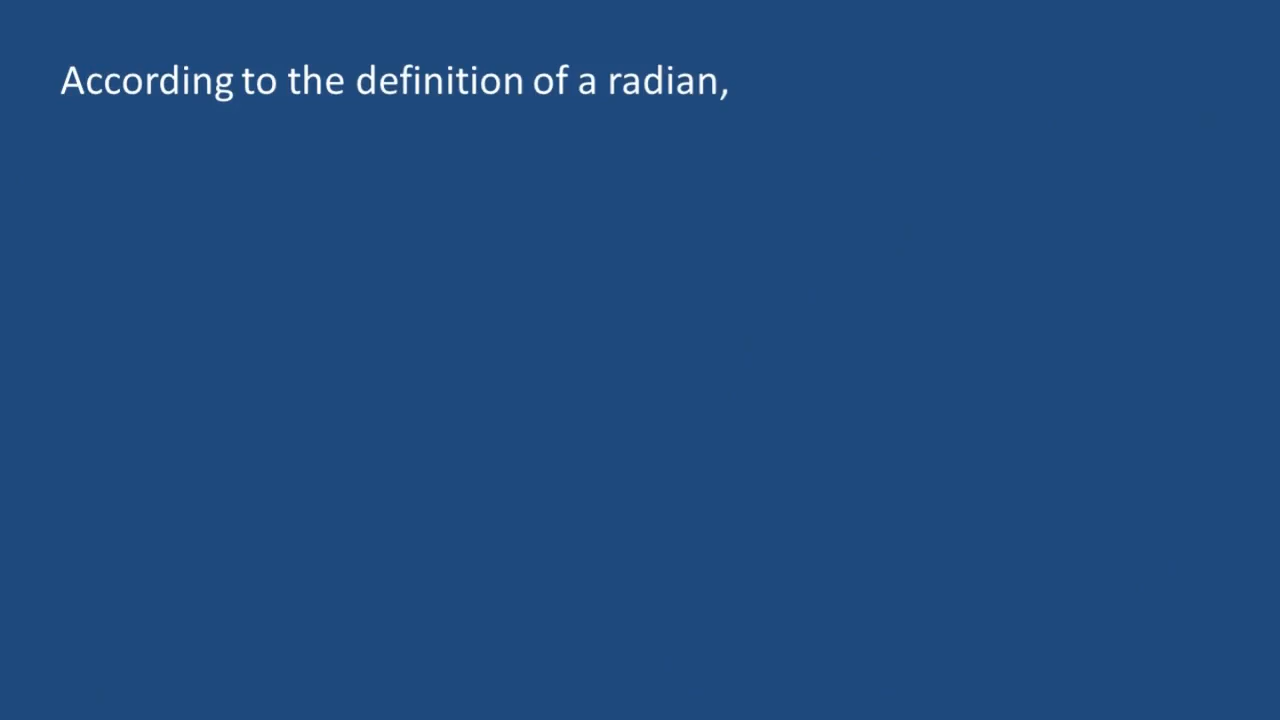 According to the definition of a radian,